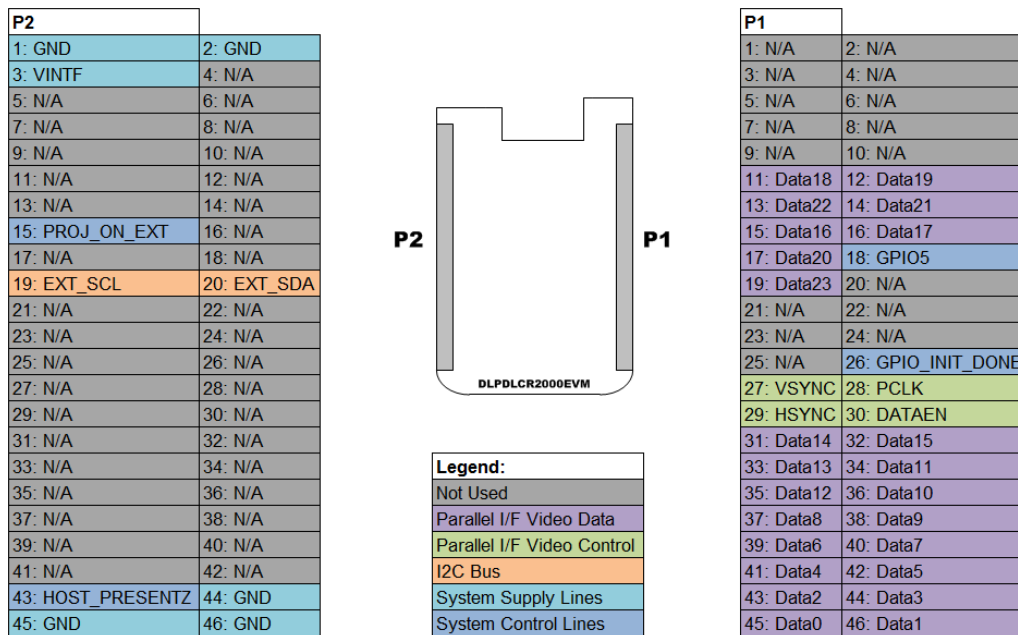 P2
1: GND 2: GND
3: VINTF 4: N/A
5: N/A 6: N/A
7: N/A 8: N/A
9: N/A 10: N/A
11: N/A 12: N/A
13: N/A 14: N/A
15: PROJ_ON_EXT 16: N/A
17: N/A 18: N/A
19: EXT_SCL 20: EXT_SDA
21: N/A 22: N/A
23: N/A 24: N/A
25: N/A 26: N/A
27: N/A 28: N/A
29: N/A 30: N/A
31: N/A 32: N/A
33: N/A 34: N/A
35: N/A 36: N/A
37: N/A 38: N/A
39: N/A 40: N/A
41: N/A 42: N/A
43: HOST_PRESENTZ 44: GND
45: GND 46: GND
P2 P1
DLPDLCR2000EVM
Legend:
Not Used
Parallel I/F Video Data
Parallel I/F Video Control
I2C Bus
System Supply Lines
System Control Lines
P1
1: N/A 2: N/A
3: N/A 4: N/A
5: N/A 6: N/A
7: N/A 8: N/A
9: N/A 10: N/A
11: Data18 12: Data19
13: Data22 14: Data21
15: Data16 16: Data17
17: Data20 18: GPIO5
19: Data23 20: N/A
21: N/A 22: N/A
23: N/A 24: N/A
25: N/A 26: GPIO_INIT_DONE
27: VSYNC 28: PCLK
29: HSYNC 30: DATAEN
31: Data14 32: Data15
33: Data13 34: Data11
35: Data12 36: Data10
37: Data8 38: Data9
39: Data6 40: Data7
41: Data4 42: Data5
43: Data2 44: Data3
45: Data0 46: Data1